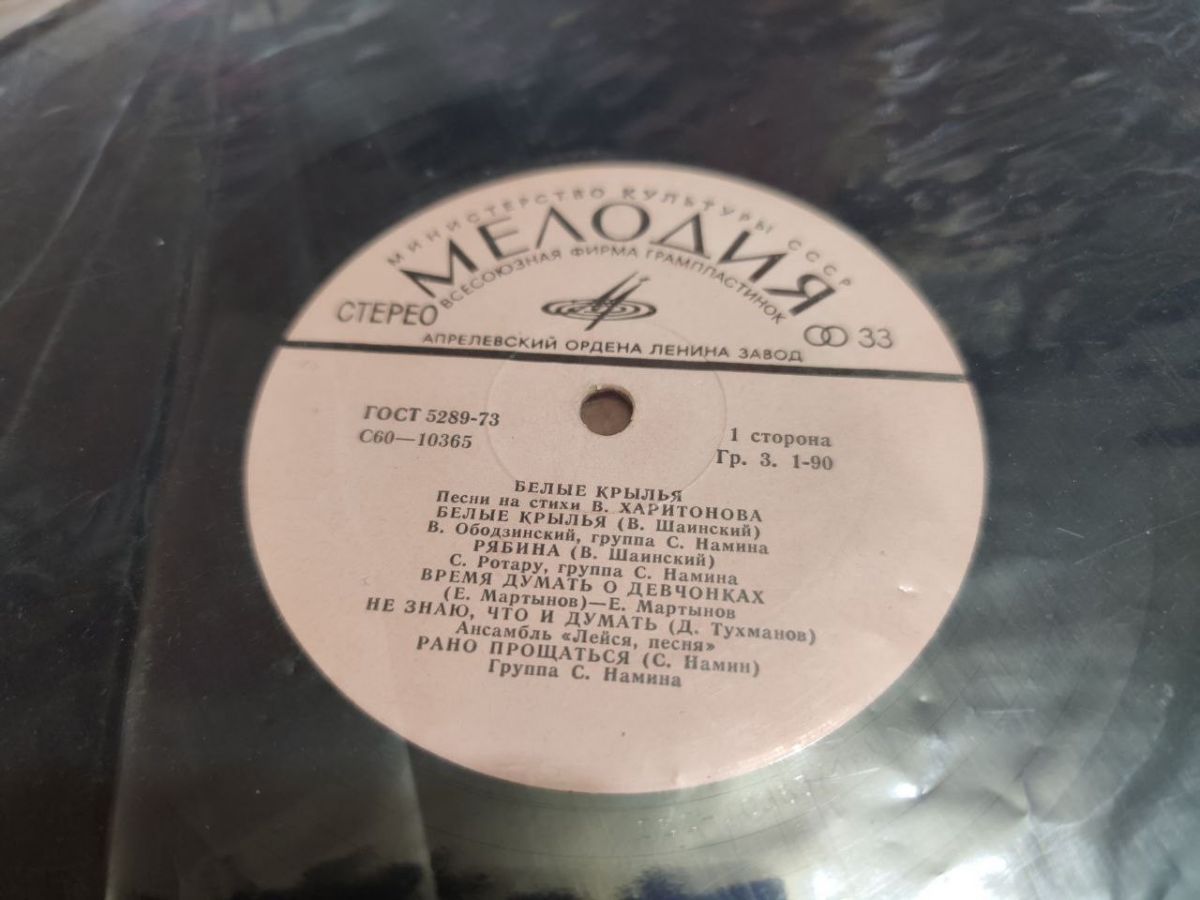 МИНИСТЕРСТВО КУЛЬТУРЫ СССР
МЕЛОДИЯ
ВСЕСОЮЗНАЯ ФИРМА ГРАМПЛАСТИНОК
СТЕРЕО
33
АПРЕЛЕВСКИЙ ОРДЕНА ЛЕНИНА ЗАВОД
ГОСТ 5289-73
С60—10365
1 сторона
Гр. 3. 1-90
БЕЛЫЕ КРЫЛЬЯ
Песни на стихи В. ХАРИТОНОВА
БЕЛЫЕ КРЫЛЬЯ (В. Шаинский)
В. Ободзинский, группа С. Намина
РЯБИНА (В. Шаинский)
С. Ротару, группа С. Намина
ВРЕМЯ ДУМАТЬ О ДЕВЧОНКАХ
(Е. Мартынов)—Е. Мартынов
НЕ ЗНАЮ, ЧТО И ДУМАТЬ (Д. Тухманов)
Ансамбль «Лейся, песня»
РАНО ПРОЩАТЬСЯ (С. Намин)
Группа С. Намина